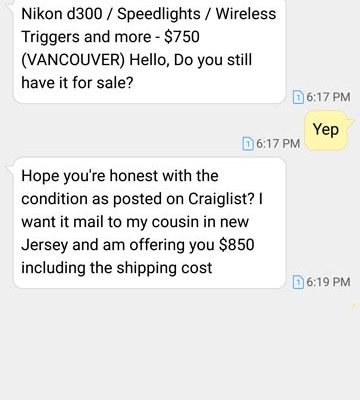 Nikon d300 / Speedlights / Wireless
Triggers and more - $750
(VANCOUVER) Hello, Do you still
have it for sale?
1 6:17 PM
Yep
1 6:17 PM
Hope you're honest with the
condition as posted on Craiglist? I
want it mail to my cousin in new
Jersey and am offering you $850
including the shipping cost
1 6:19 PM